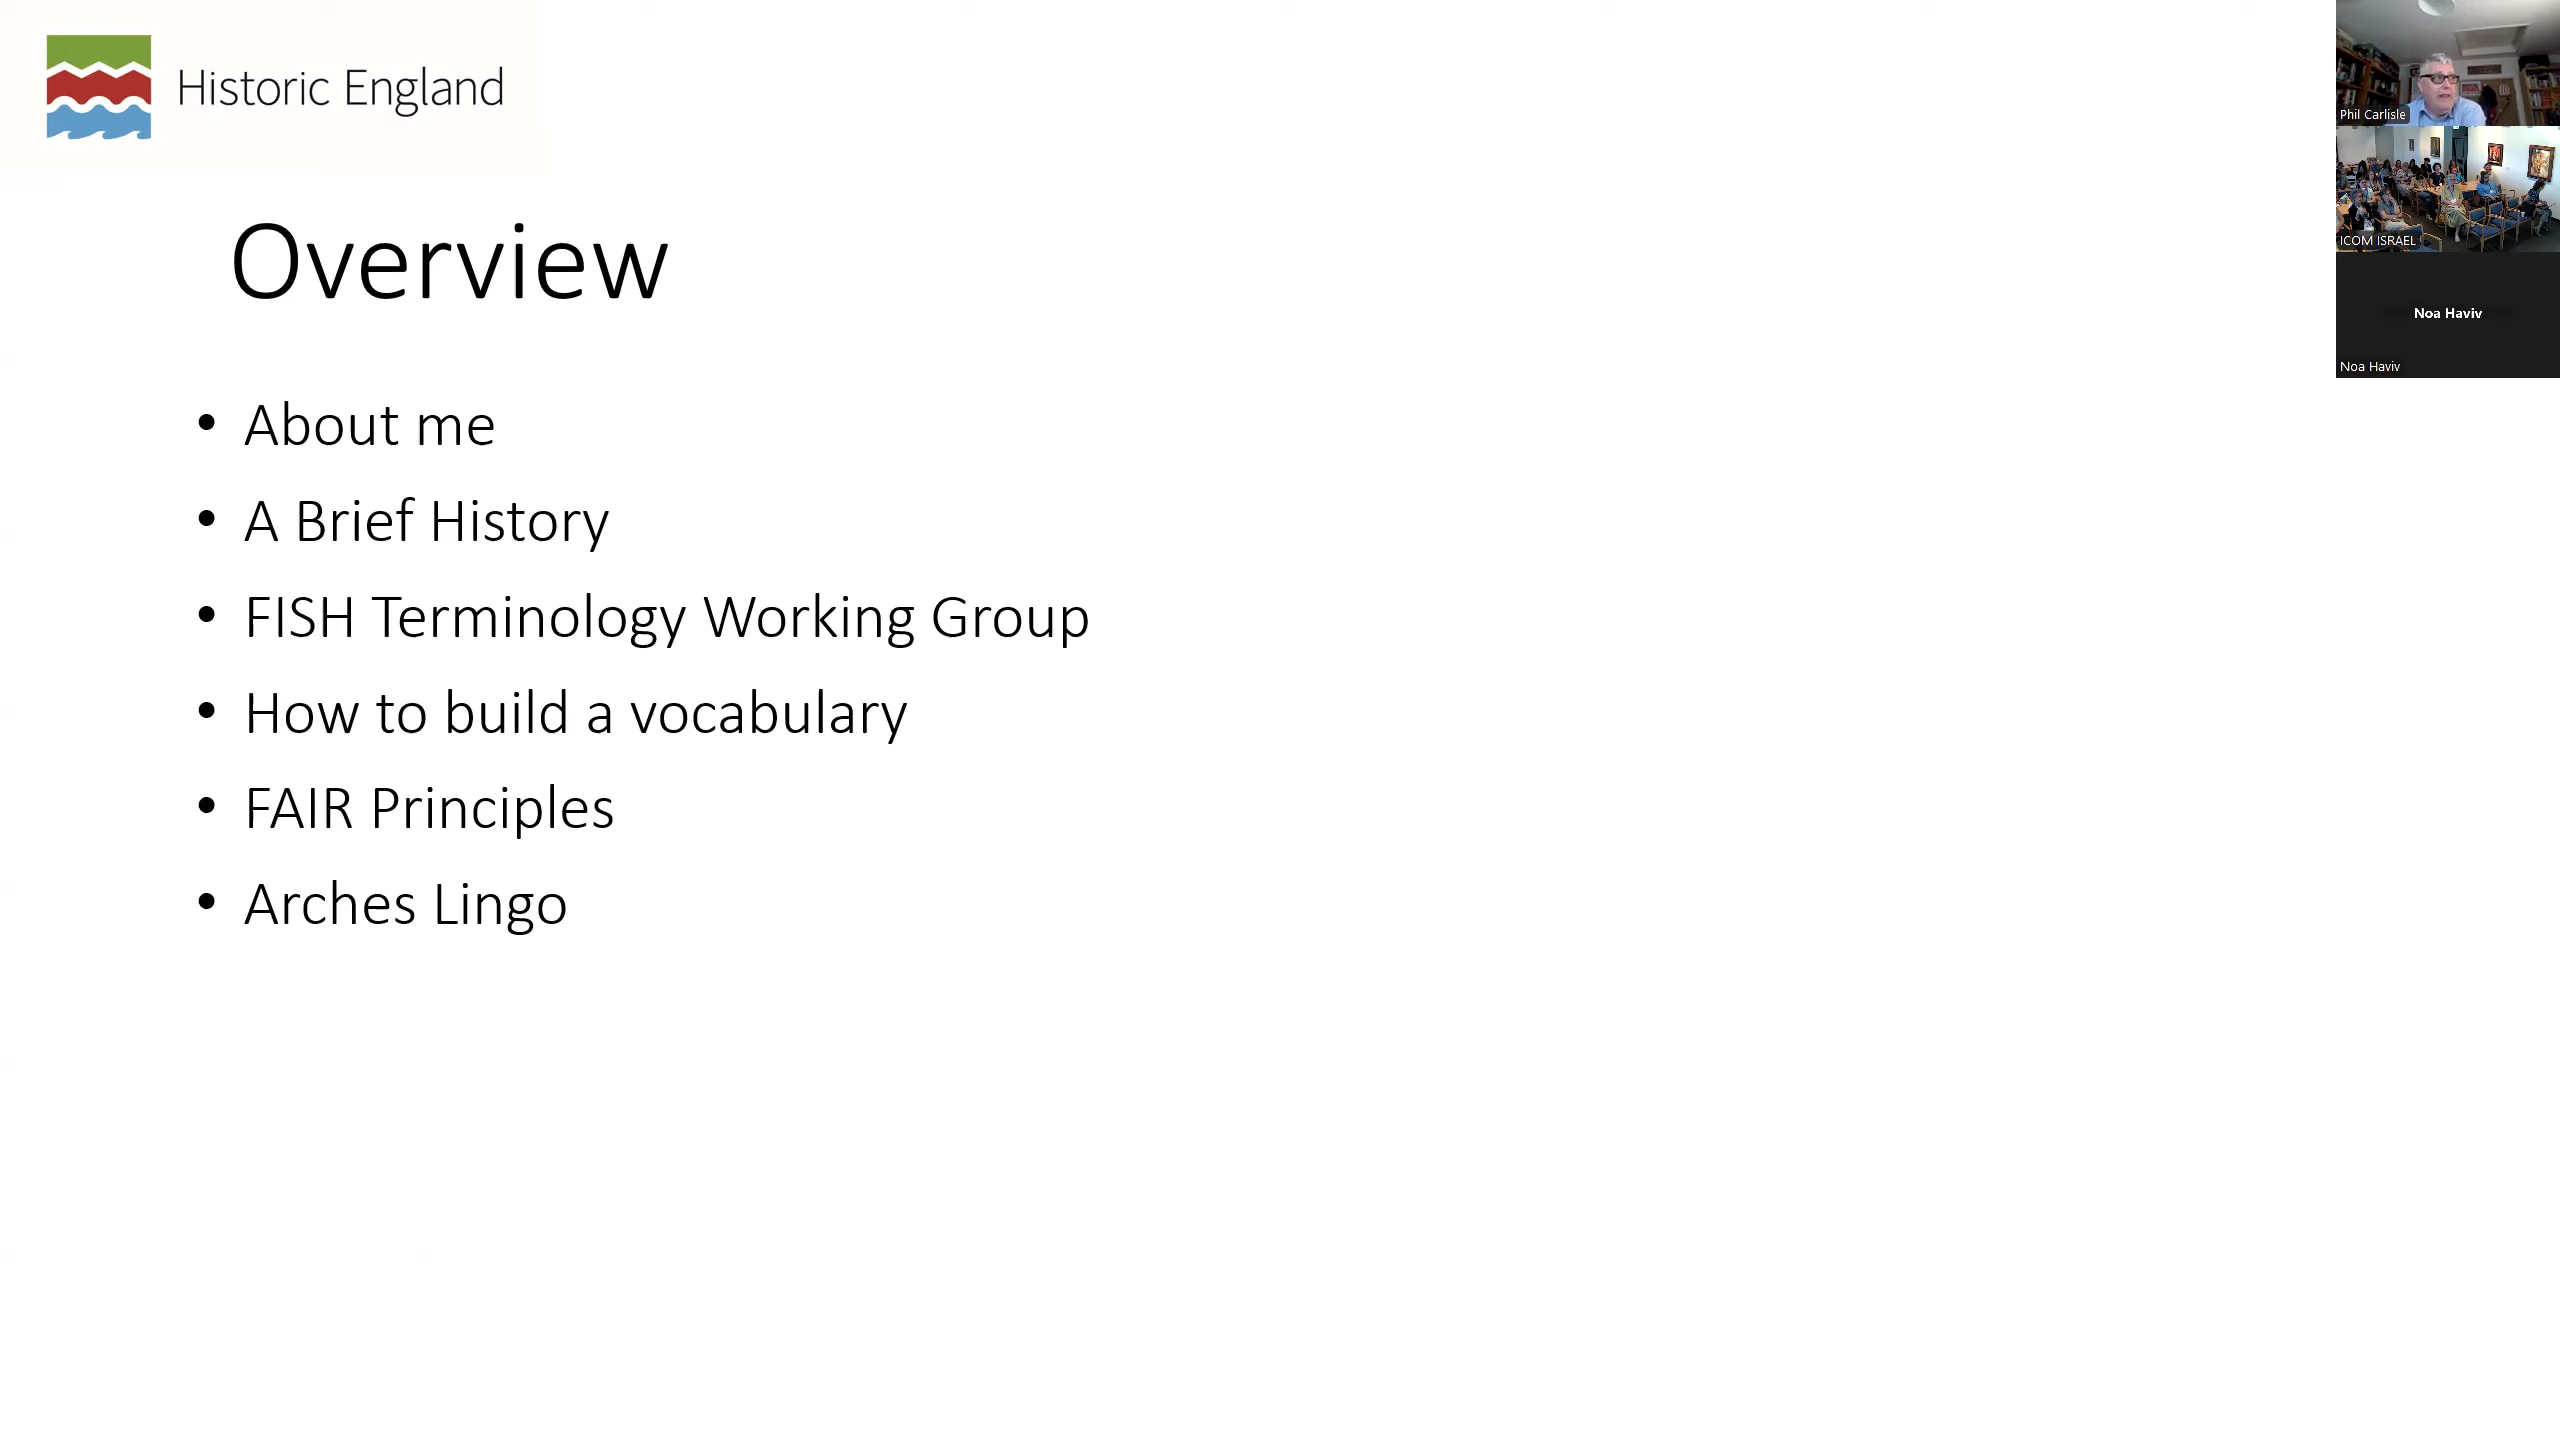 Historic England
Overview
• About me
• A Brief History
• FISH Terminology Working Group
• How to build a vocabulary
• FAIR Principles
• Arches Lingo
Phil Carlisle
ICOM ISRAEL
Noa Haviv
Noa Haviv